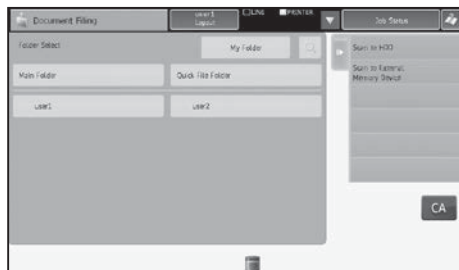 Document Filing
user1
Logout
LINE
PRINTER
Job Status
Folder Select
My Folder
Main Folder
Quick File Folder
user1
user2
Scan to HDD
Scan to External
Memory Device
CA